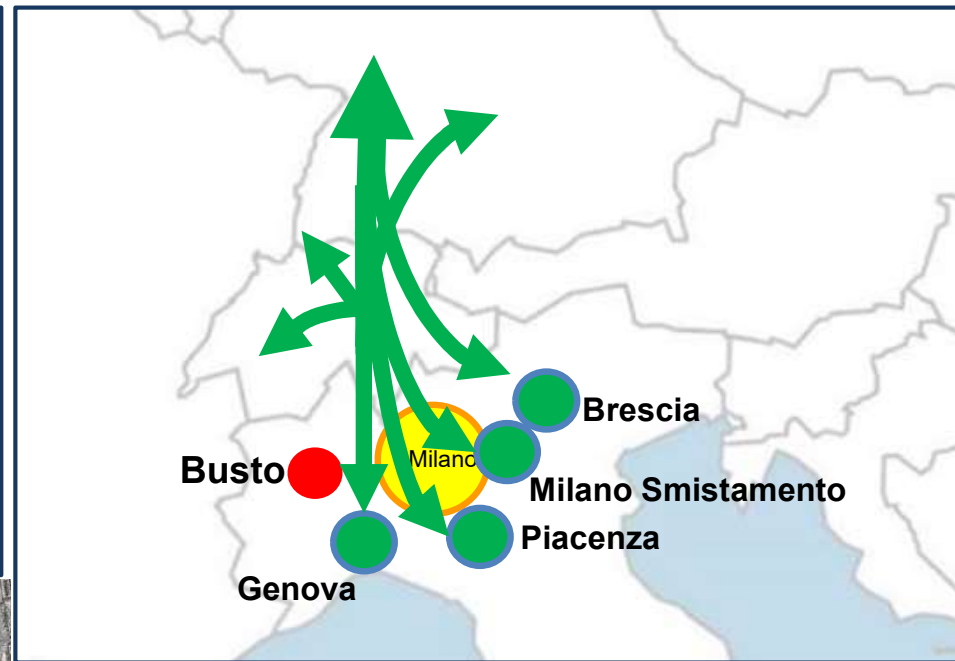 Brescia
Busto
Milano
Milano Smistamento
Piacenza
Genova